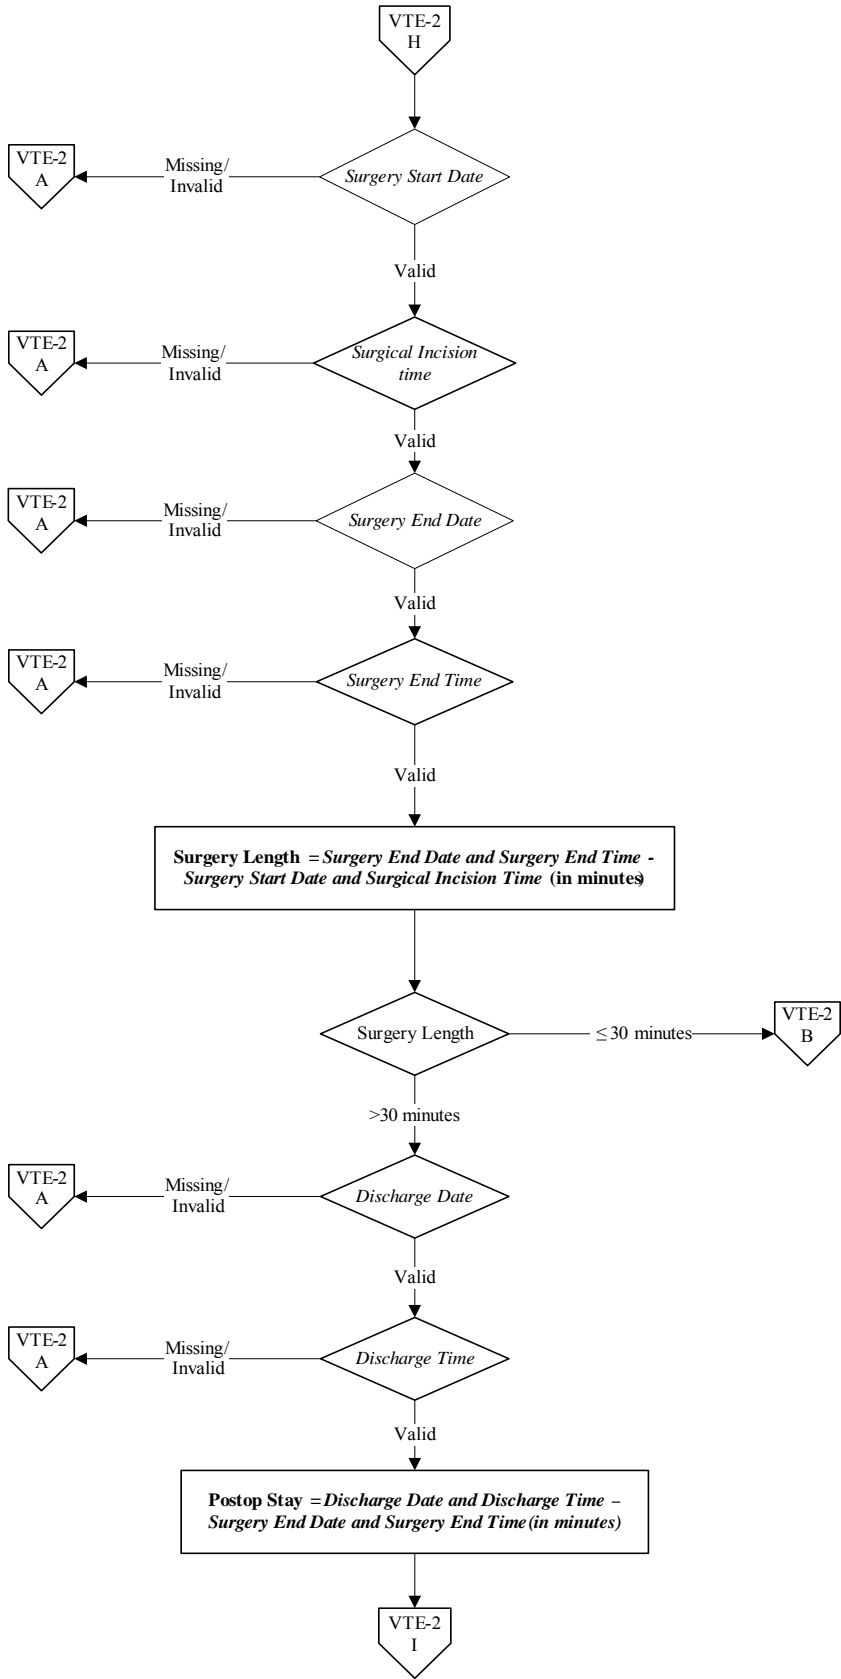 VTE-2
H
VTE-2
A
Missing/
Invalid
Surgery Start Date
Valid
VTE-2
A
Missing/
Invalid
Surgical Incision
time
Valid
VTE-2
A
Missing/
Invalid
Surgery End Date
Valid
VTE-2
A
Missing/
Invalid
Surgery End Time
Valid
Surgery Length = Surgery End Date and Surgery End Time -
Surgery Start Date and Surgical Incision Time (in minutes)
Surgery Length
≤ 30 minutes
VTE-2
B
>30 minutes
VTE-2
A
Missing/
Invalid
Discharge Date
Valid
VTE-2
A
Missing/
Invalid
Discharge Time
Valid
Postop Stay = Discharge Date and Discharge Time –
Surgery End Date and Surgery End Time (in minutes)
VTE-2
I